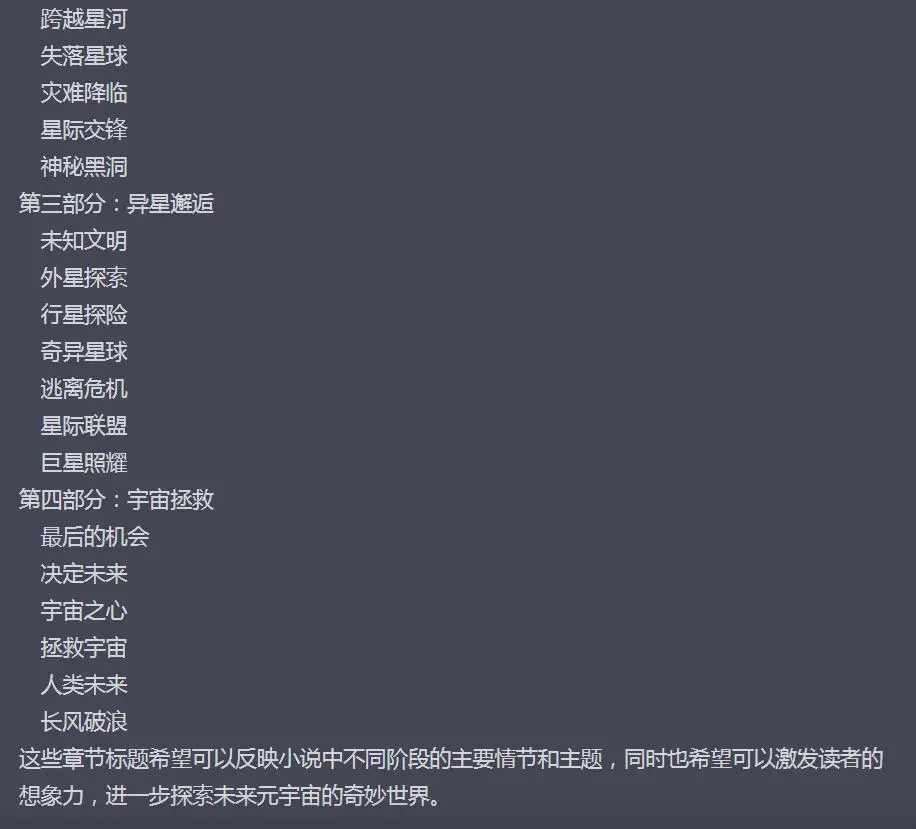 跨越星河
失落星球
灾难降临
星际交锋
神秘黑洞
第三部分：异星邂逅
未知文明
外星探索
行星探险
奇异星球
逃离危机
星际联盟
巨星照耀
第四部分：宇宙拯救
最后的机会
决定未来
宇宙之心
拯救宇宙
人类未来
长风破浪
这些章节标题希望可以反映小说中不同阶段的主要情节和主题，同时也希望可以激发读者的
想象力，进一步探索未来元宇宙的奇妙世界。